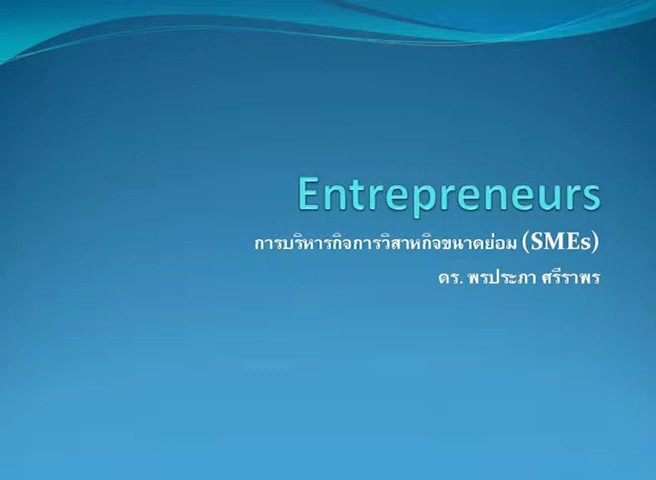 Entrepreneurs
การบริหารกิจการวิสาหกิจขนาดย่อม (SMEs)
ดร. พรประภา ศรีราพร